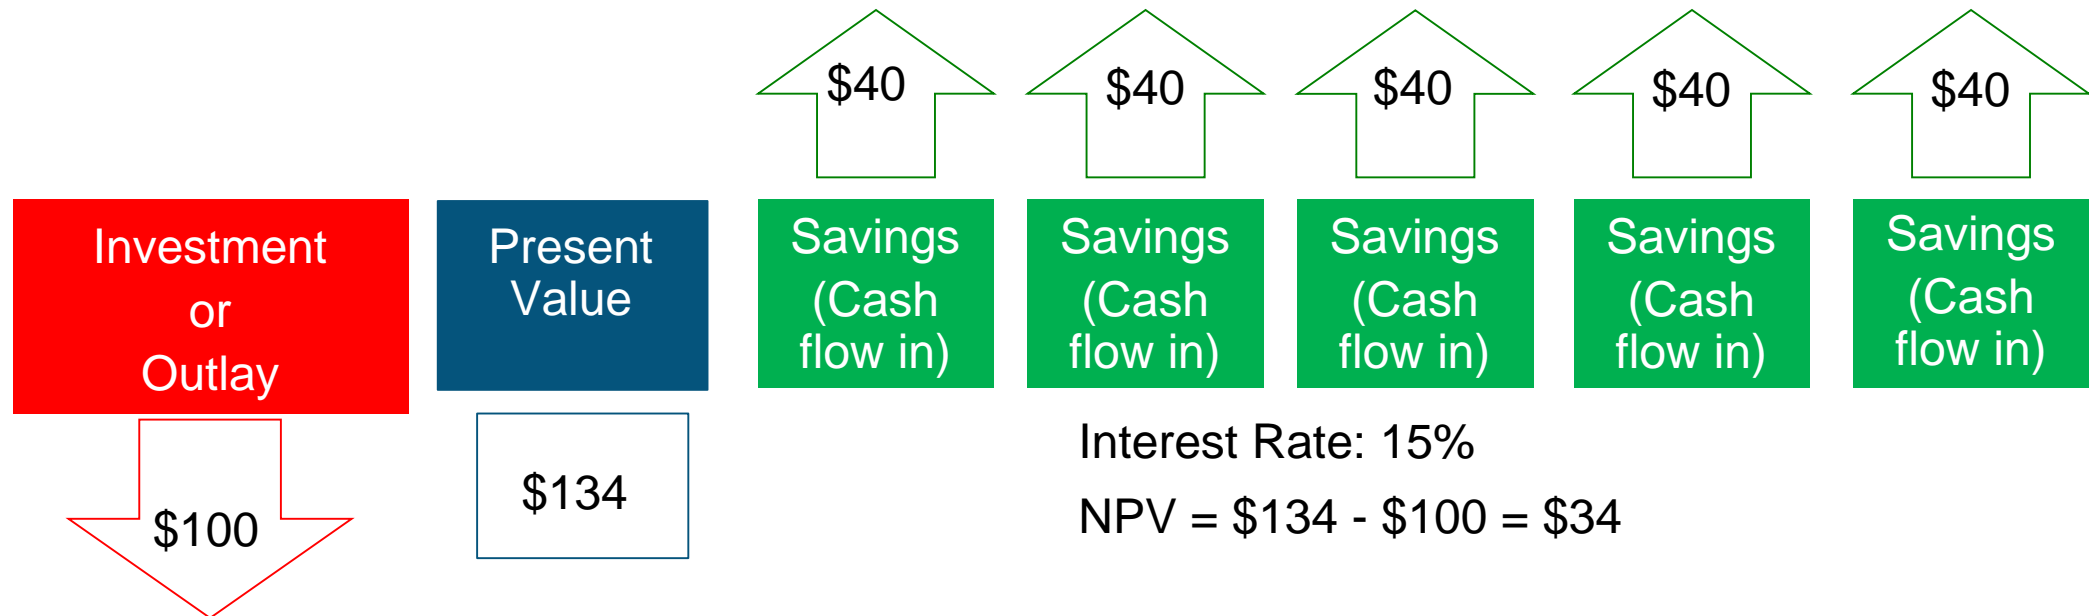 $40
$40
$40
$40
$40
Investment
or
Outlay
Present
Value
Savings
(Cash
flow in)
Savings
(Cash
flow in)
Savings
(Cash
flow in)
Savings
(Cash
flow in)
Savings
(Cash
flow in)
$100
$134
Interest Rate: 15%
NPV = $134 - $100 = $34